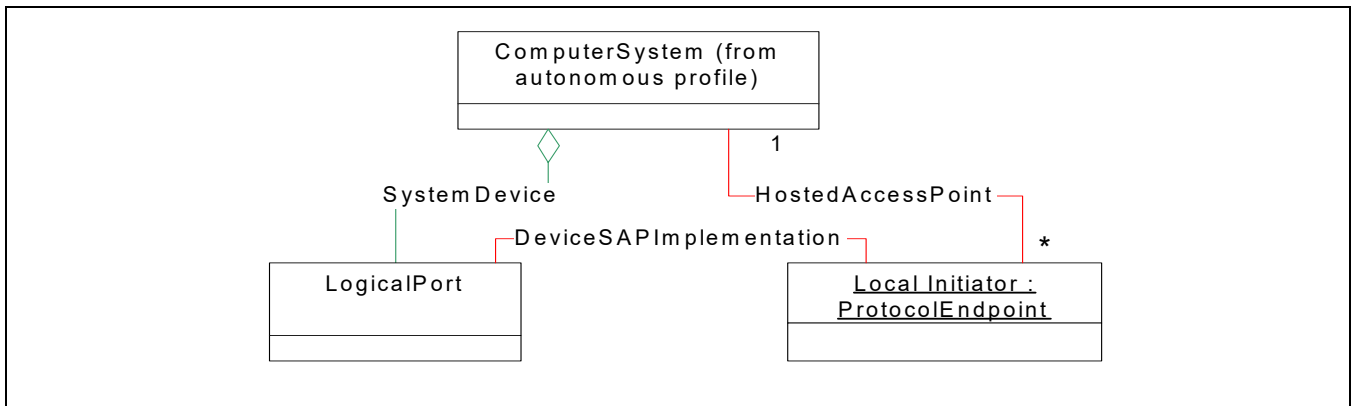 ComputerSystem (from
autonomous profile)
1
SystemDevice
HostedAccessPoint
DeviceSAPImplementation
*
LogicalPort
Local Initiator :
ProtocolEndpoint